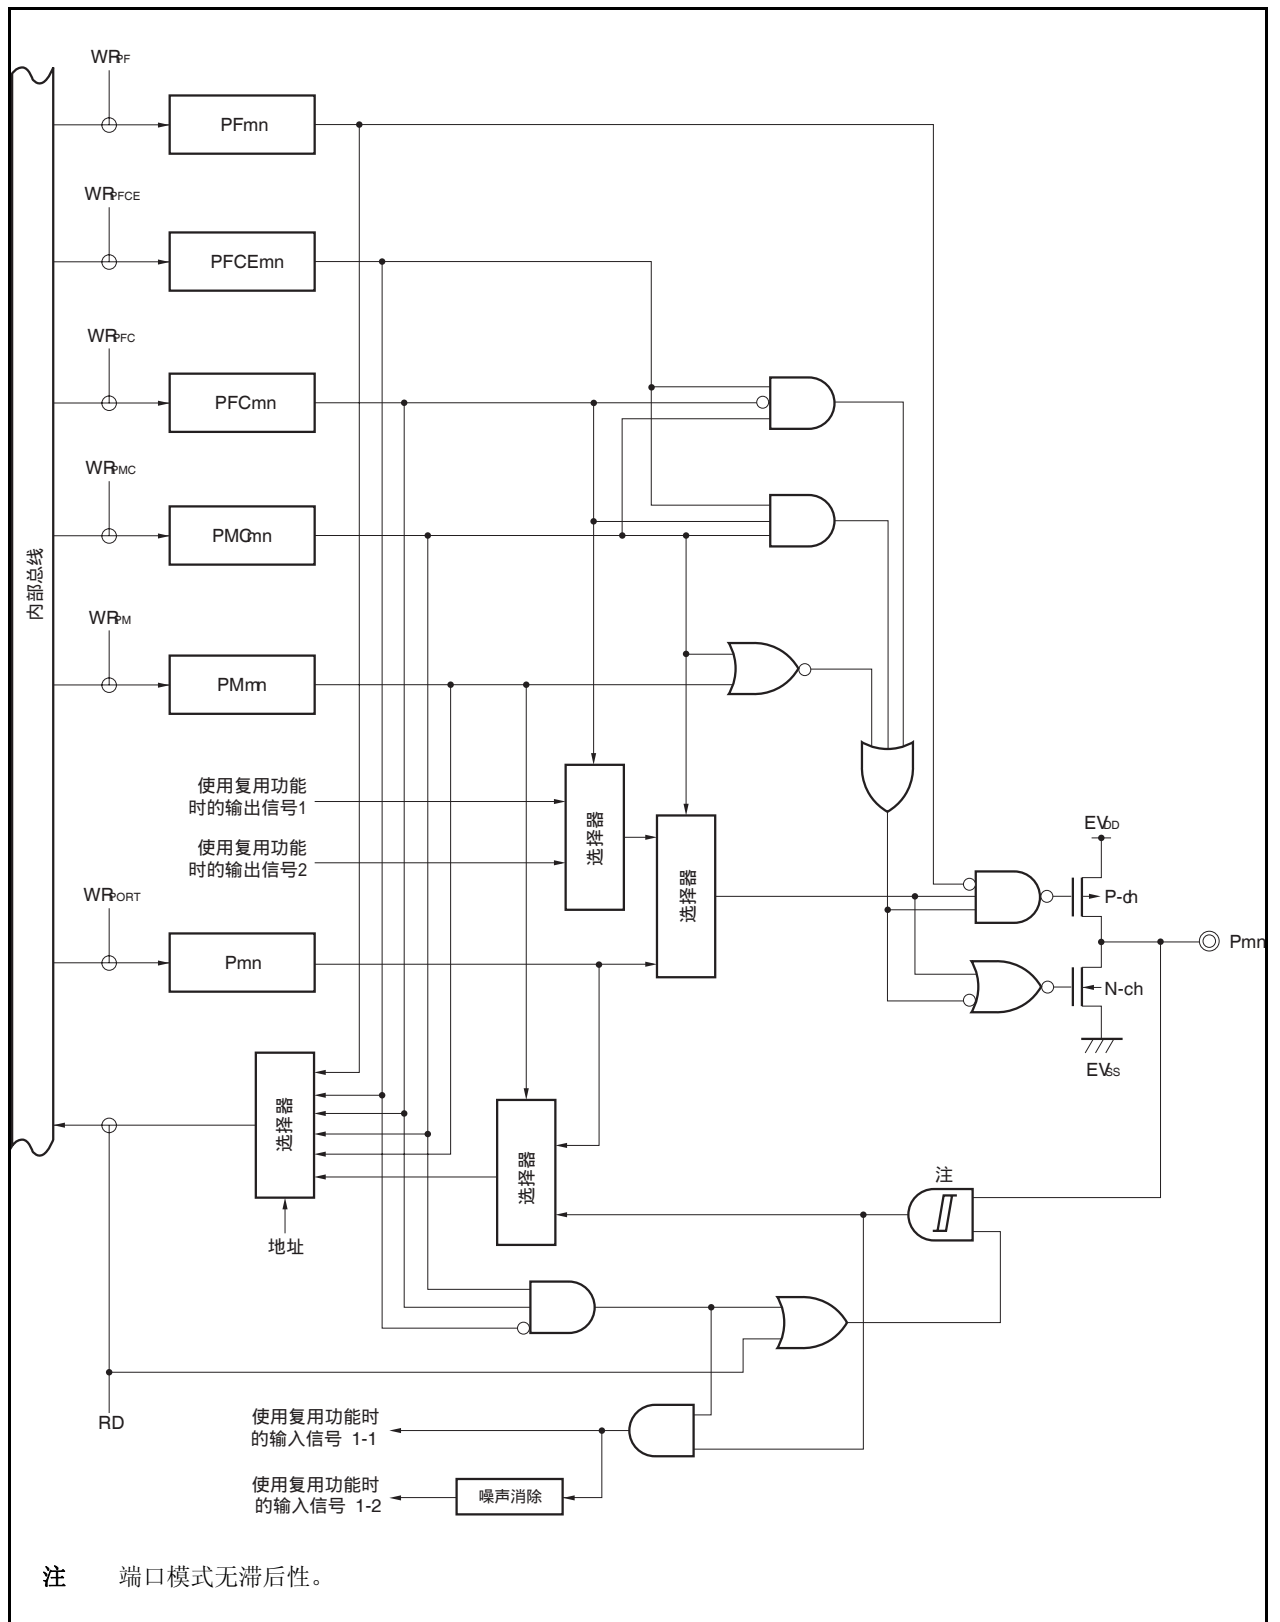 WRPF
PFmn
WRPFCE
PFCEmn
WRPFC
PFCmn
WRPMC
PMCmn
内部总线
WRPM
PMmn
使用复用功能
时的输出信号1
使用复用功能
时的输出信号2
选择器
选择器
WRPORT
Pmn
EVDD
P-ch
Pmn
N-ch
EVSS
选择器
选择器
地址
注
RD
使用复用功能时
的输入信号 1-1
使用复用功能时
的输入信号 1-2
噪声消除
注 端口模式无滞后性。